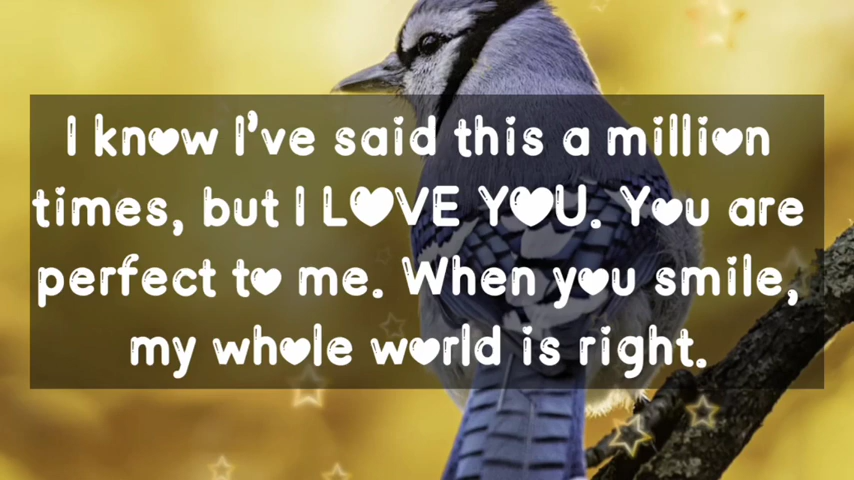 I know I've said this a million
times, but I LOVE YOU. You are
perfect to me. When you smile,
my whole world is right.